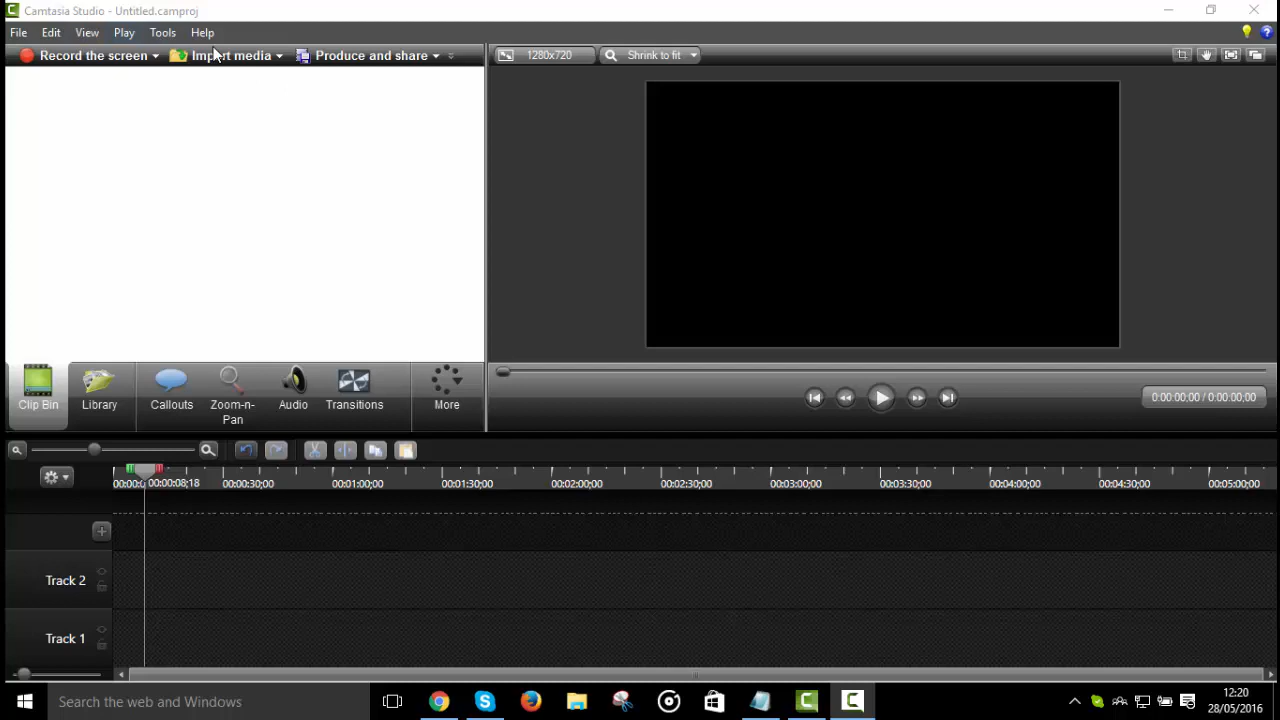 Camtasia Studio - Untitled.camproj
File Edit View Play Tools Help
Record the screen Import media Produce and share
1280x720 Shrink to fit
Clip Bin Library Callouts Zoom-n-Pan Audio Transitions More
0:00:00;00 / 0:00:00;00
00:00:0 00:00:08;18 00:00:30;00 00:01:00;00 00:01:30;00 00:02:00;00 00:02:30;00 00:03:00;00 00:03:30;00 00:04:00;00 00:04:30;00 00:05:00;00
Track 2
Track 1
Search the web and Windows
12:20
28/05/2016